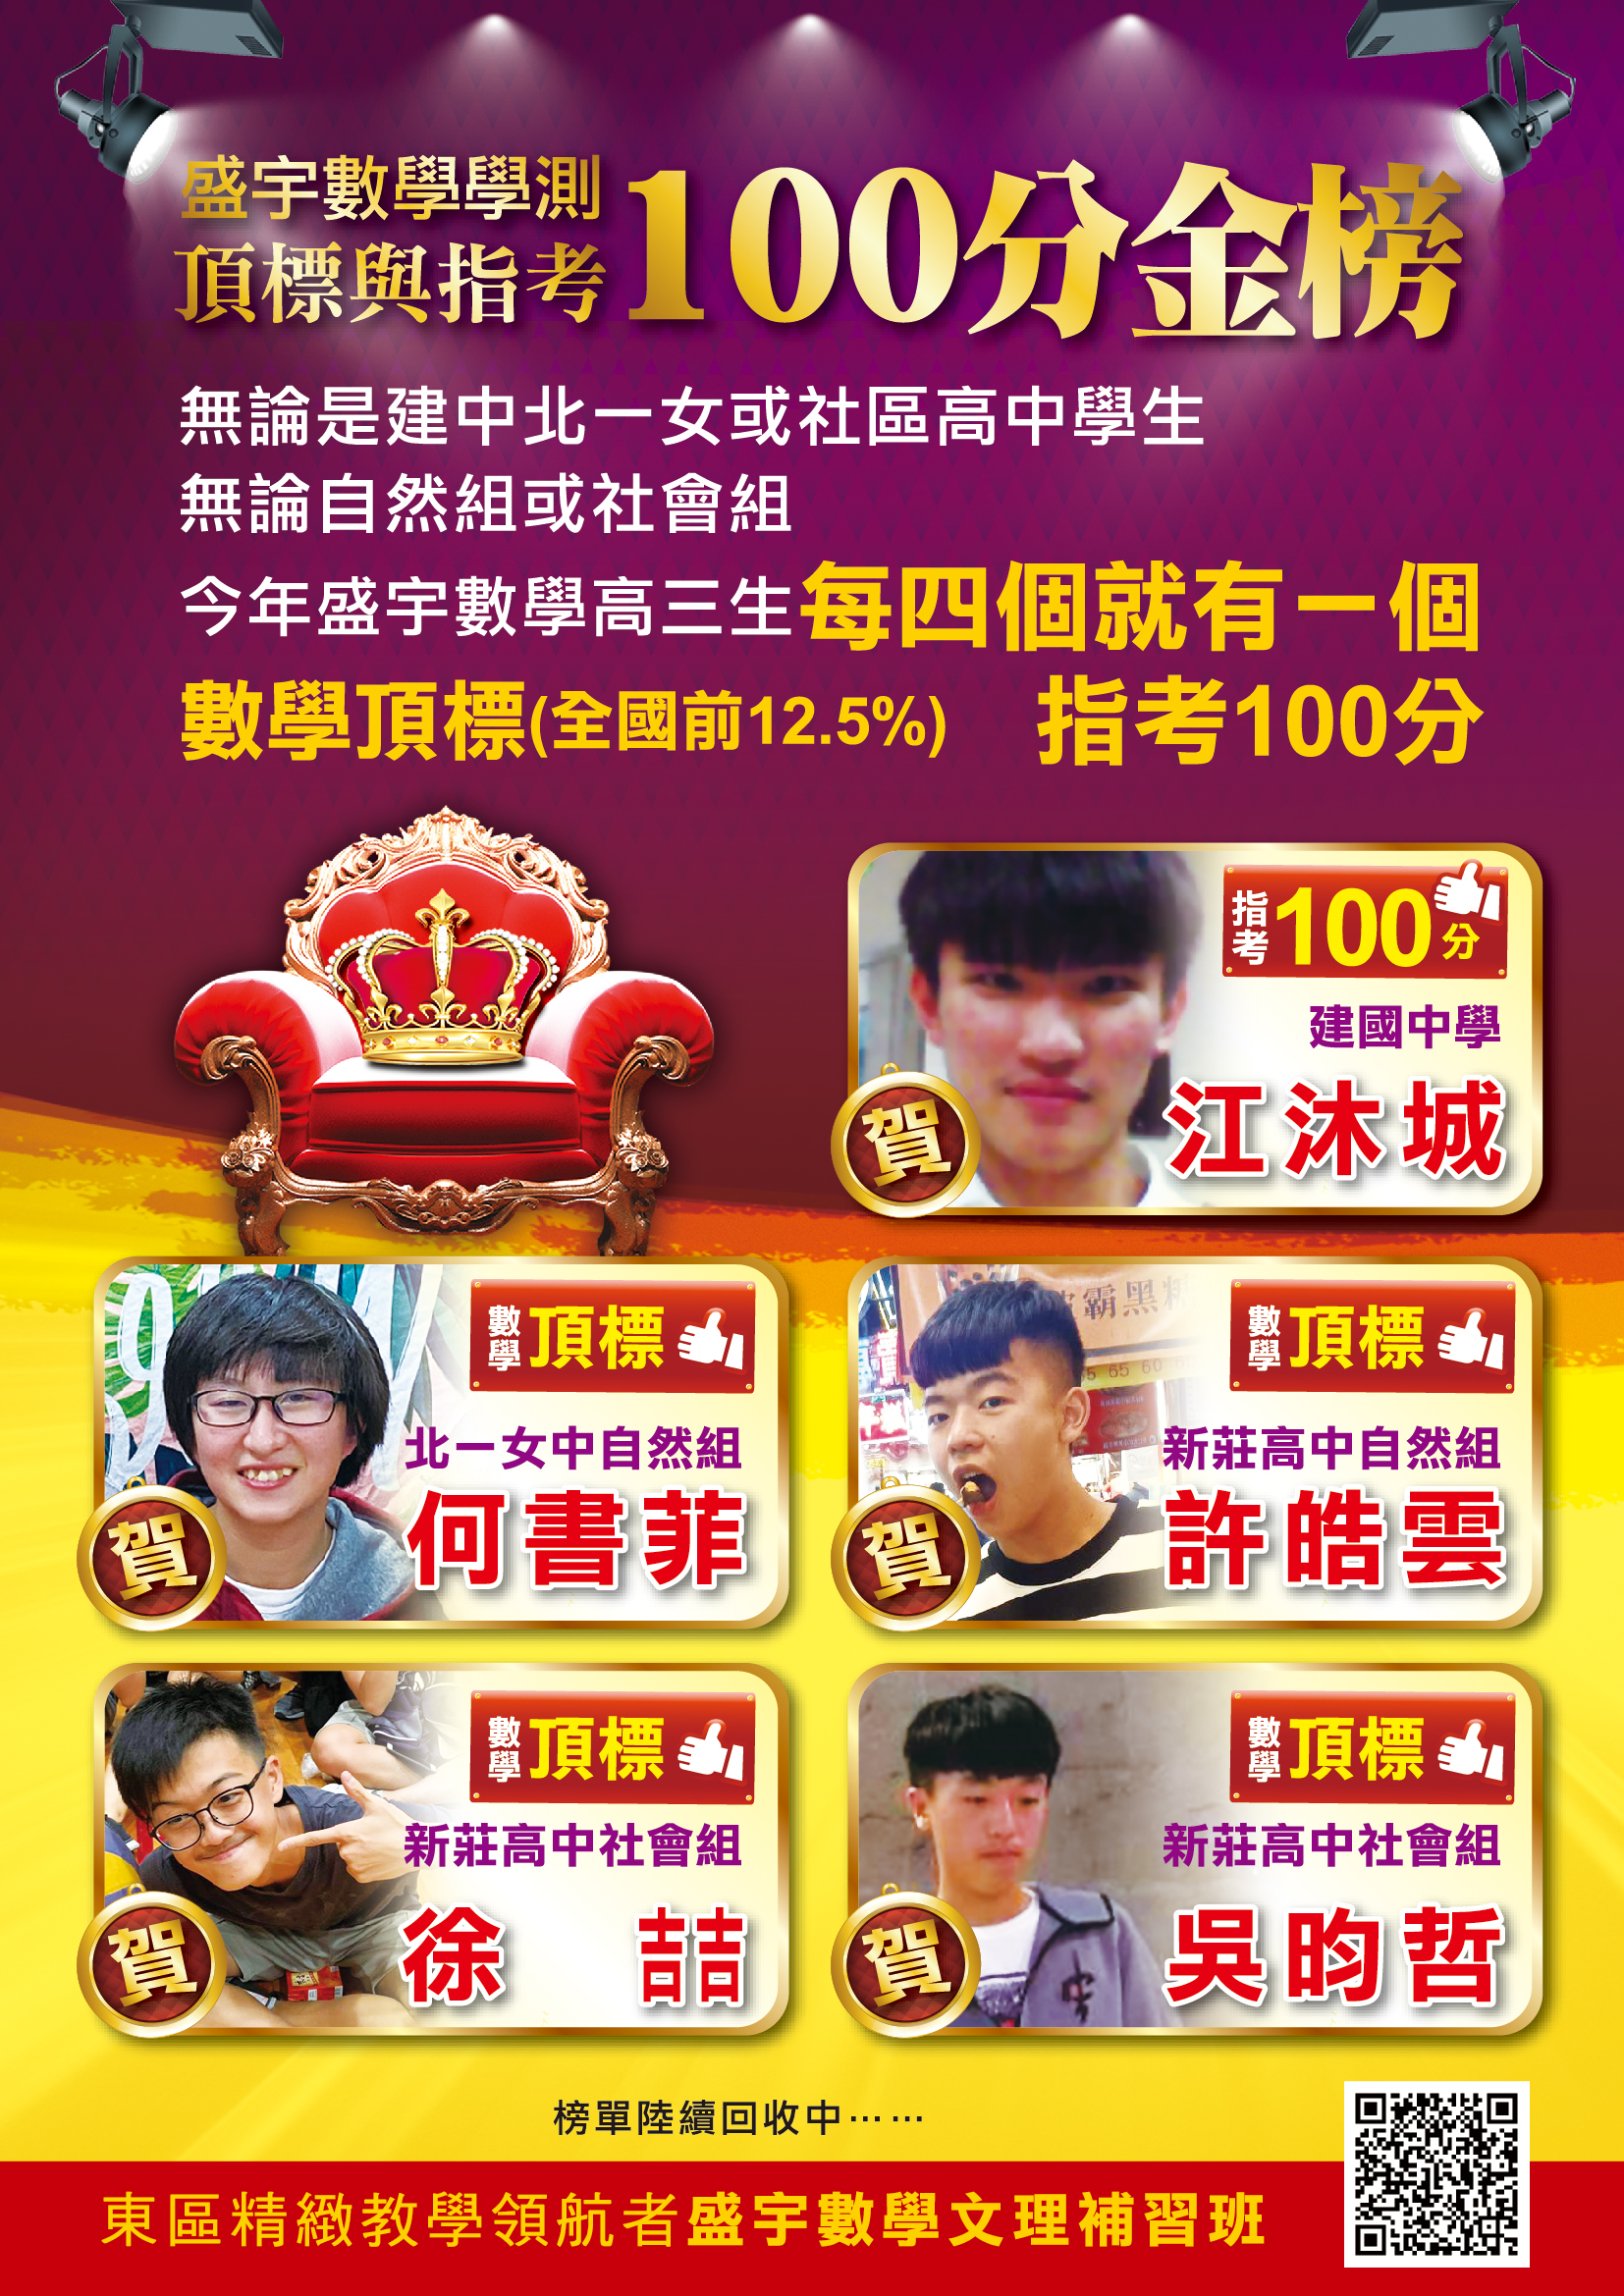 盛宇數學學測
頂標與指考
100分金榜
無論是建中北一女或社區高中學生
無論自然組或社會組
今年盛宇數學高三生每四個就有一個
數學頂標(全國前12.5%) 指考100分
指考100分
建國中學
江沐城
賀
數學頂標
北一女中自然組
何書菲
賀
霸黑
5 65 60
數學頂標
新莊高中自然組
許皓雲
賀
數學頂標
新莊高中社會組
徐 喆
賀
數學頂標
新莊高中社會組
吳昀哲
賀
榜單陸續回收中⋯⋯
東區精緻教學領航者盛宇數學文理補習班